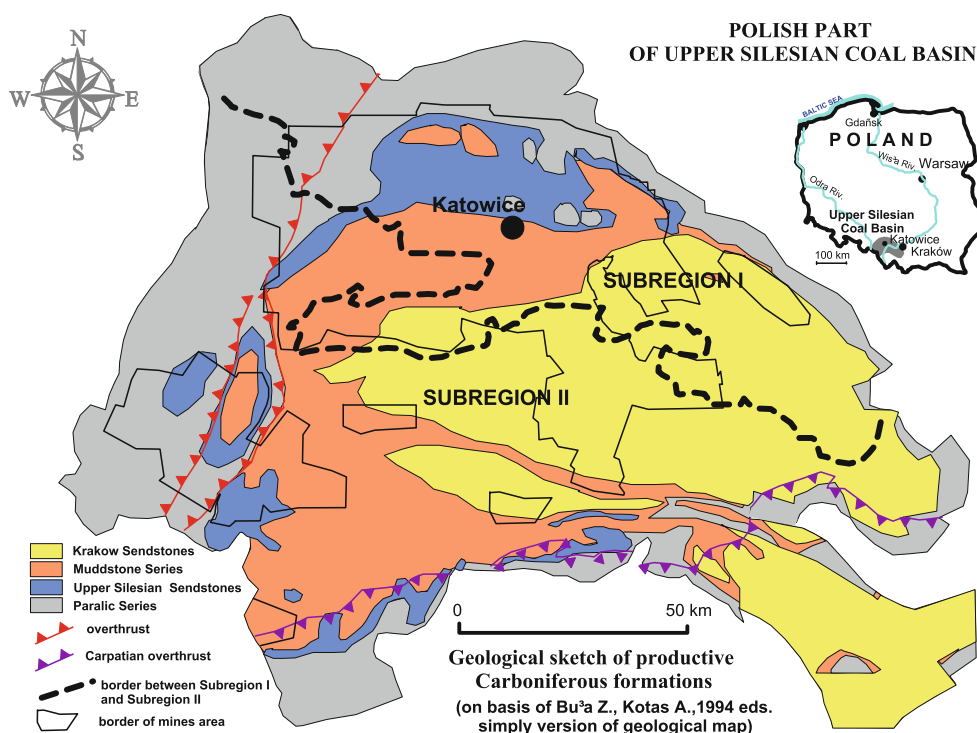 POLISH PART
OF UPPER SILESIAN COAL BASIN
N
W
E
S
BALTIC SEA
Gdańsk
POLAND
Wis³a Riv.
Warsaw
Odra Riv.
Upper Silesian
Coal Basin
Katowice
Kraków
100 km
Katowice
SUBREGION I
SUBREGION II
Krakow Sendstones
Muddstone Series
Upper Silesian Sendstones
Paralic Series
overthrust
Carpatian overthrust
border between Subregion I
and Subregion II
border of mines area
0 50 km
Geological sketch of productive
Carboniferous formations
(on basis of Bu³a Z., Kotas A.,1994 eds.
simply version of geological map)